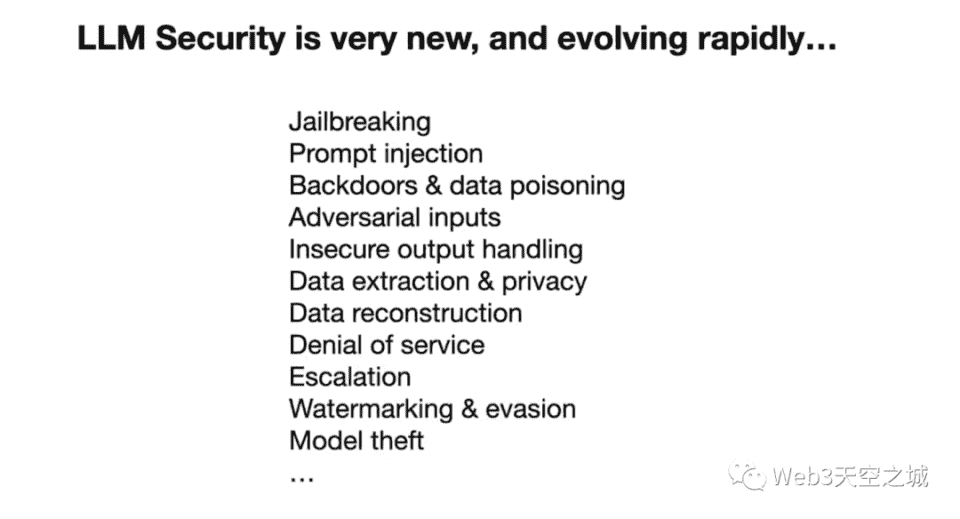 LLM Security is very new, and evolving rapidly...
Jailbreaking
Prompt injection
Backdoors & data poisoning
Adversarial inputs
Insecure output handling
Data extraction & privacy
Data reconstruction
Denial of service
Escalation
Watermarking & evasion
Model theft
...
Web3天空之城